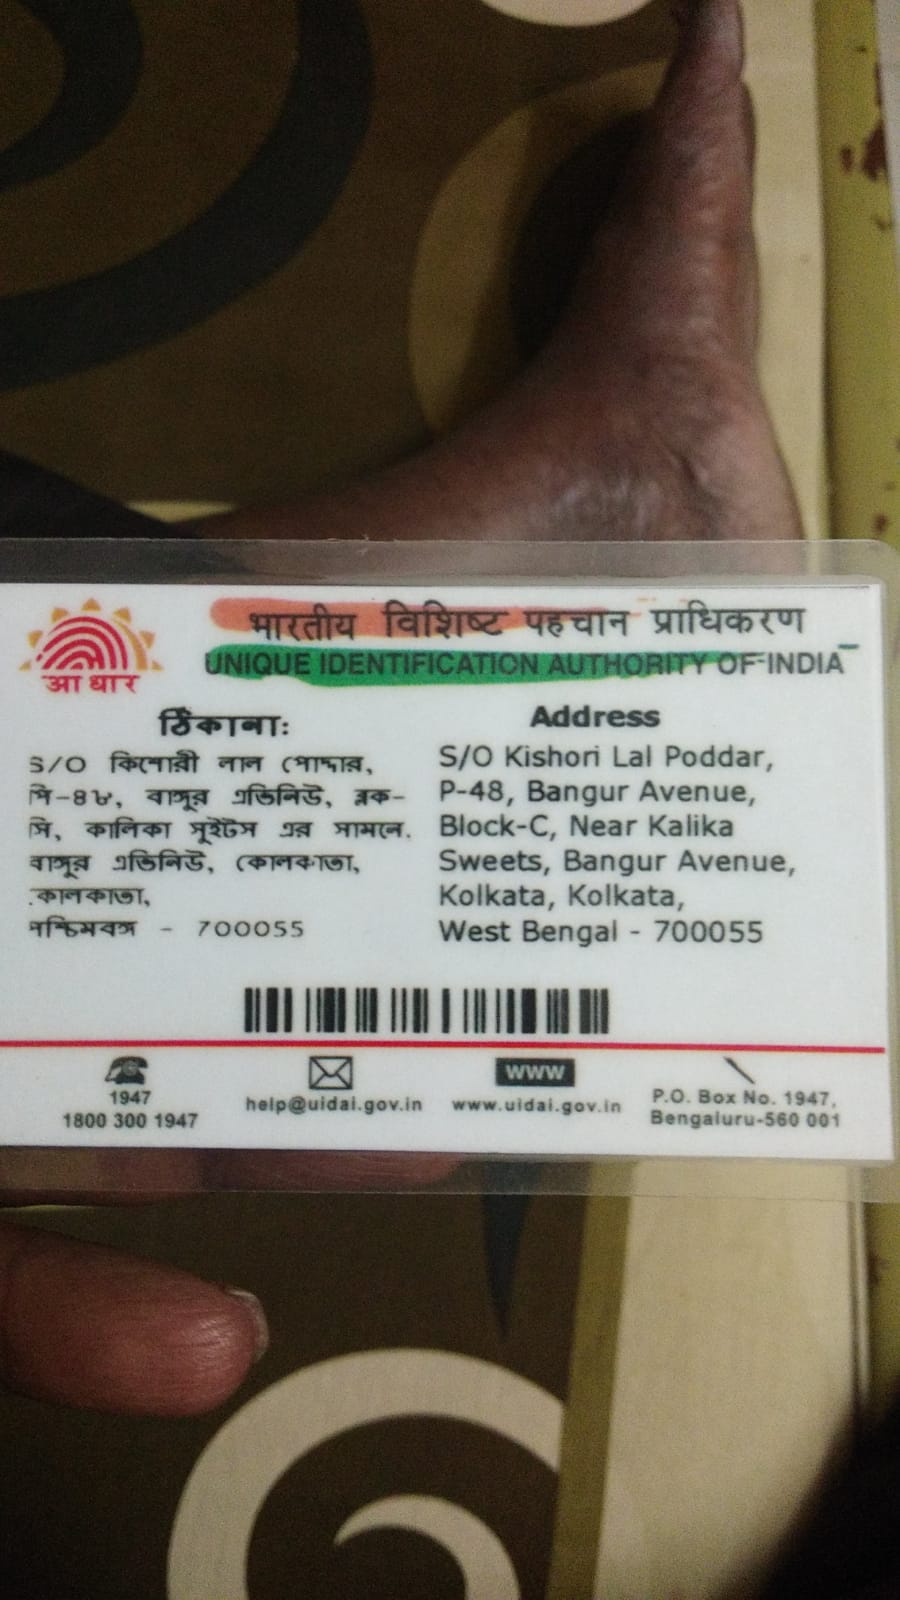 भारतीय विशिष्ट पहचान प्राधिकरण
UNIQUE IDENTIFICATION AUTHORITY OF INDIA
आधार
ঠিকানা:
S/O কিশোরী লাল পোদ্দার,
পি-৪৮, বাঙ্গুর এভিনিউ, ব্লক-
সি, কালিকা সুইটস এর সামনে,
বাঙ্গুর এভিনিউ, কোলকাতা,
কোলকাতা,
পশ্চিমবঙ্গ - 700055
Address
S/O Kishori Lal Poddar,
P-48, Bangur Avenue,
Block-C, Near Kalika
Sweets, Bangur Avenue,
Kolkata, Kolkata,
West Bengal - 700055
1947
1800 300 1947
help@uidai.gov.in
www
www.uidai.gov.in
P.O. Box No. 1947,
Bengaluru-560 001